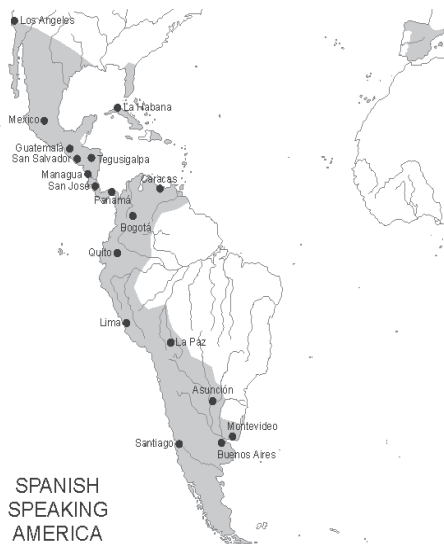 Los Angeles
La Habana
Mexico
Guatemala
San Salvador
Tegusigalpa
Managua
San José
Caracas
Panamá
Bogotá
Quito
Lima
La Paz
Asunción
Montevideo
Santiago
Buenos Aires
SPANISH
SPEAKING
AMERICA